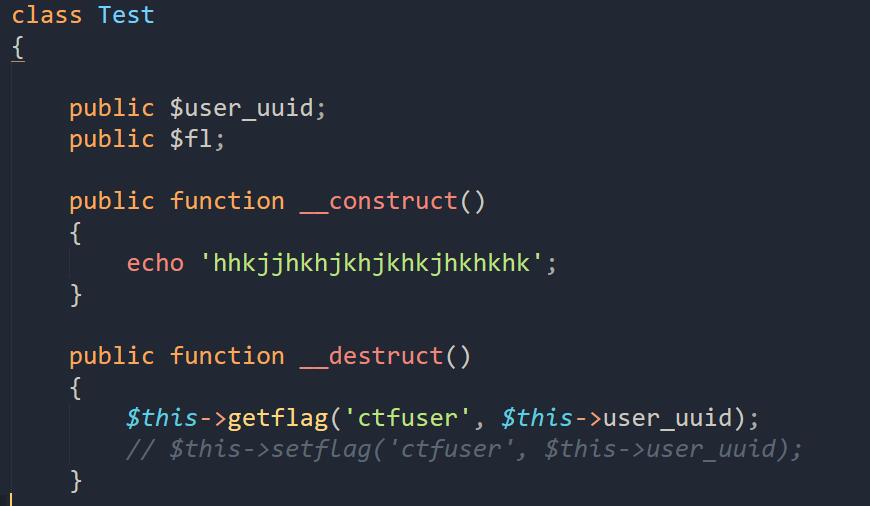 class Test
{
public $user_uuid;
public $fl;
public function __construct()
{
echo 'hhkjjhkhjkhjkhkjhkhkhk';
}
public function __destruct()
{
$this->getflag('ctfuser', $this->user_uuid);
// $this->setflag('ctfuser', $this->user_uuid);
}